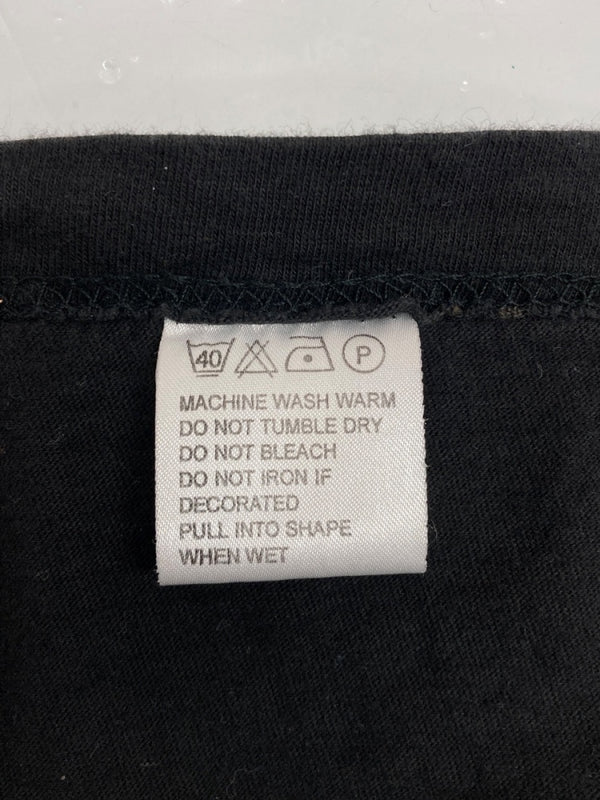 40 P
MACHINE WASH WARM
DO NOT TUMBLE DRY
DO NOT BLEACH
DO NOT IRON IF
DECORATED
PULL INTO SHAPE
WHEN WET